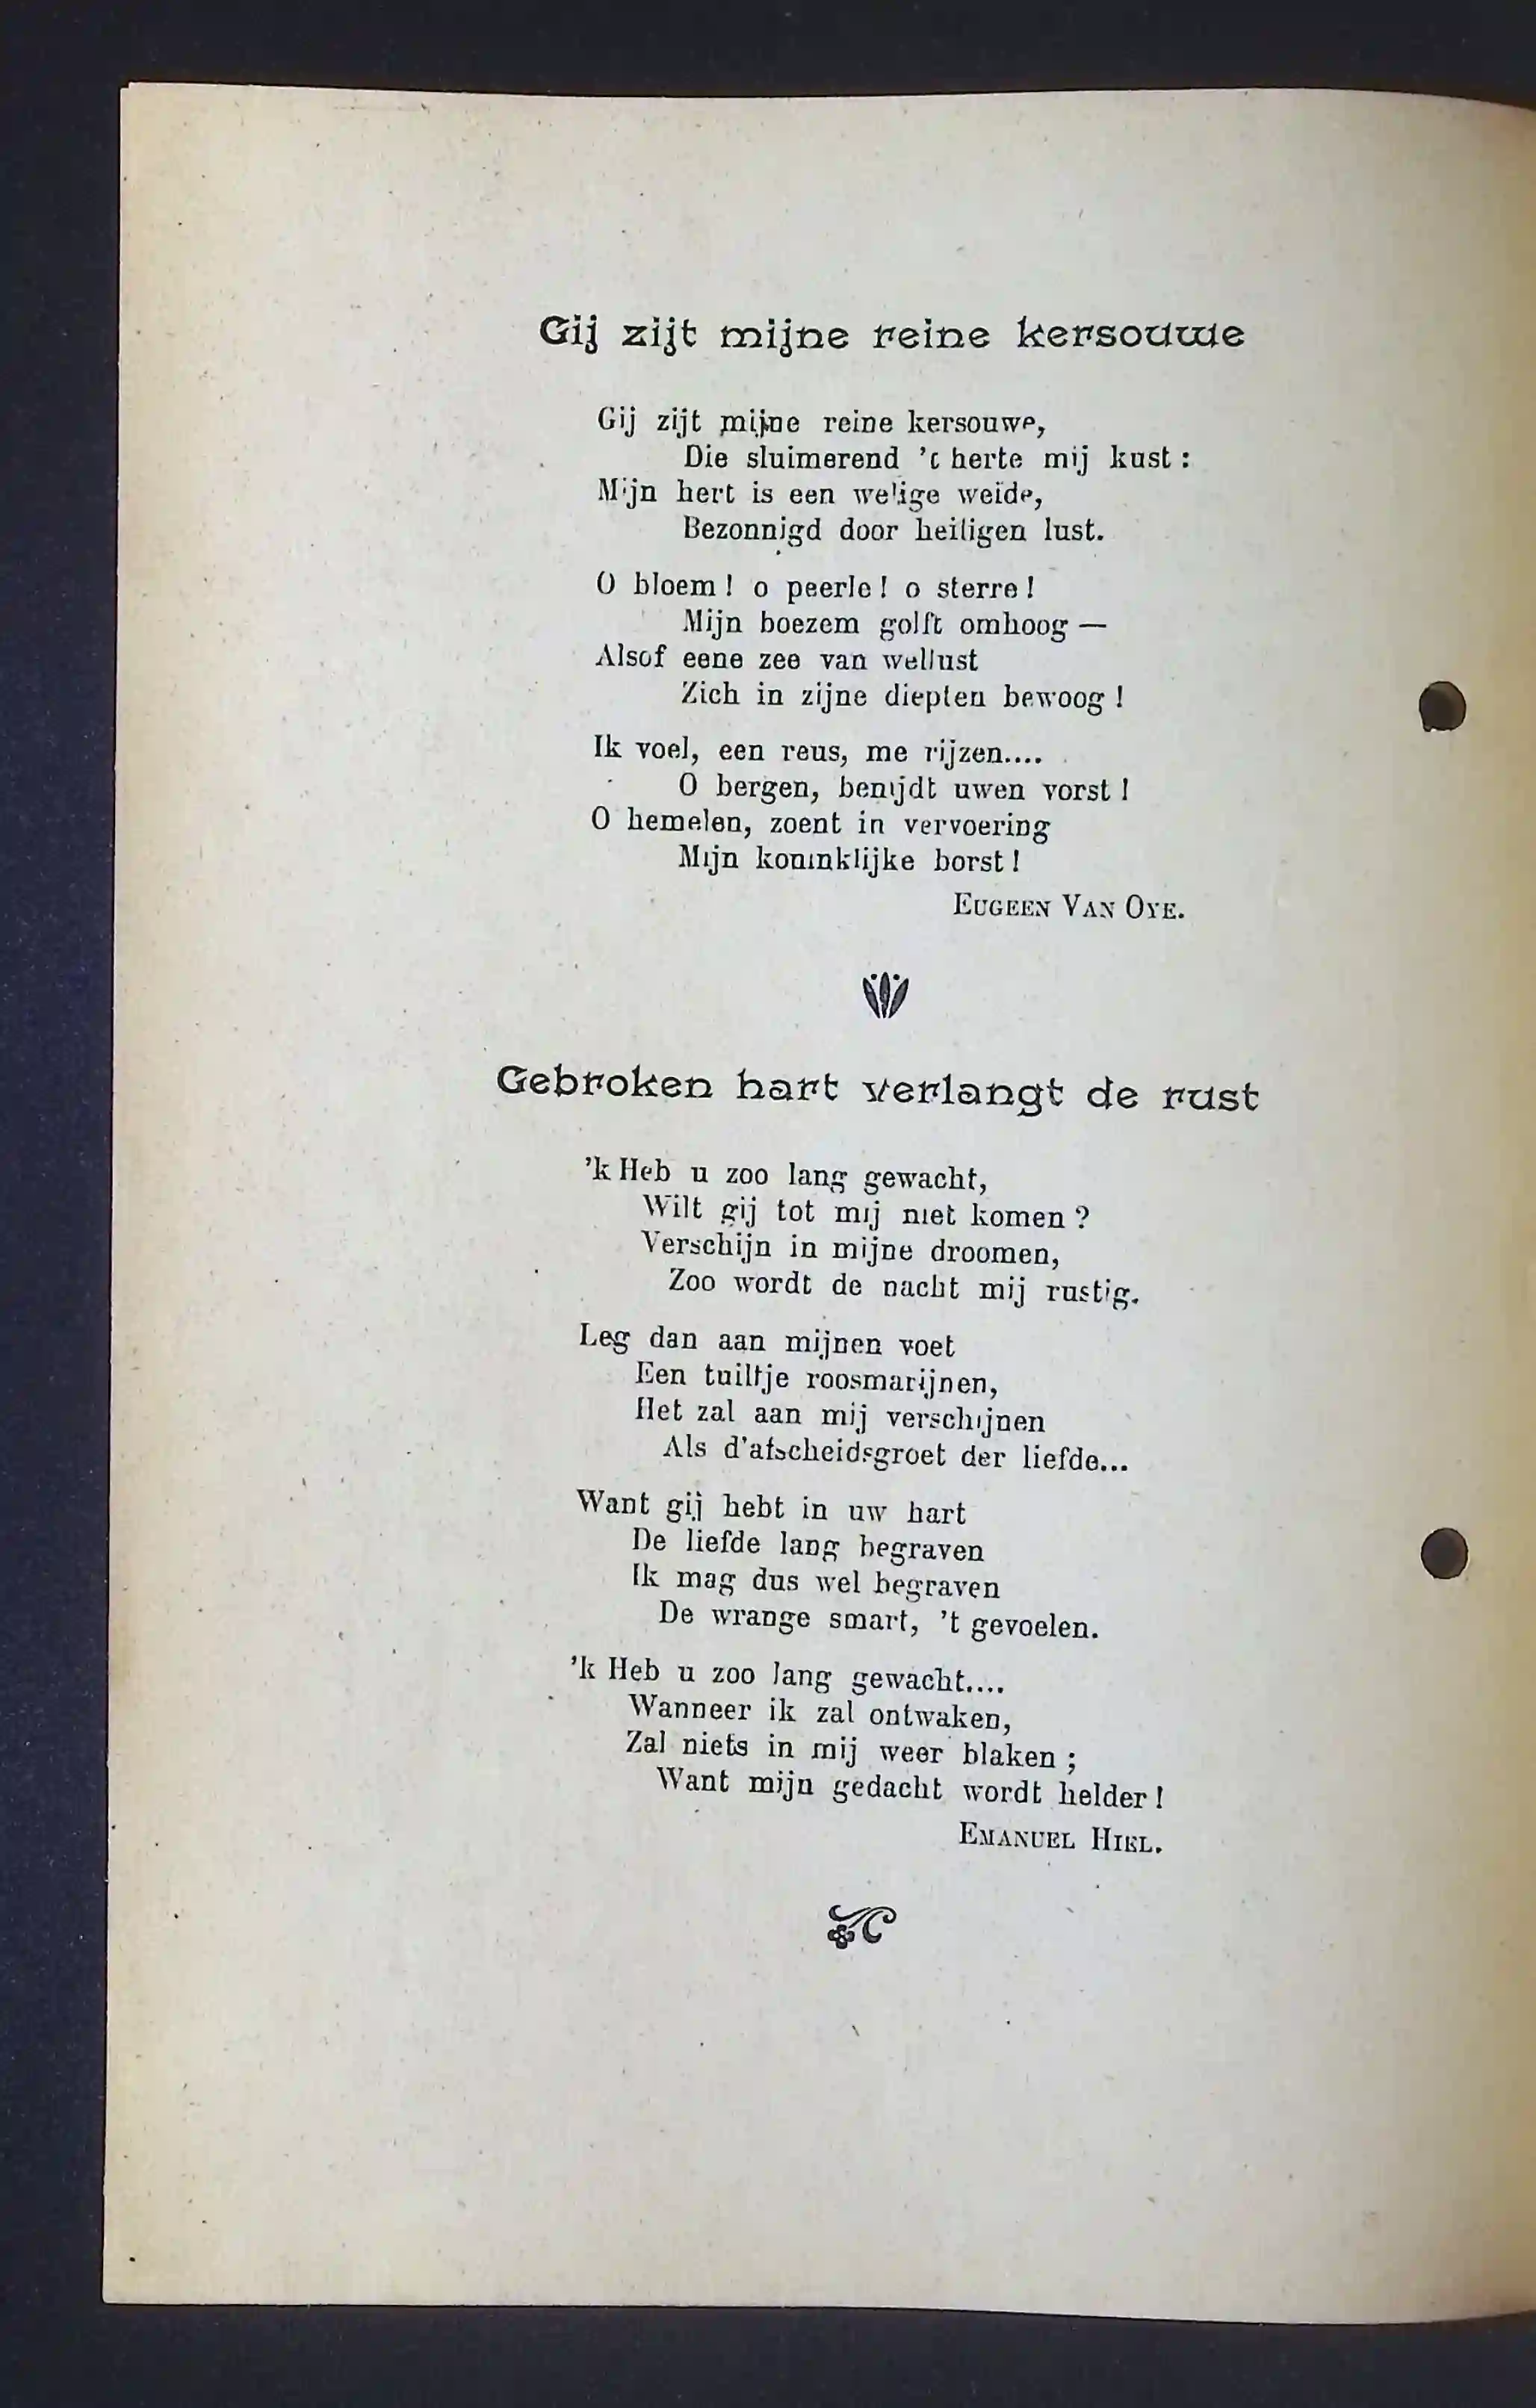 Gij zijt mijne reine kersouwe
Gij zijt mijne reine kersouwe,
Die sluimerend 't herte mij kust :
Mijn hert is een welige weide,
Bezonnigd door heiligen lust.
O bloem ! o peerle ! o sterre !
Mijn boezem golft omhoog —
Alsof eene zee van wellust
Zich in zijne diepten bewoog !
Ik voel, een reus, me rijzen....
O bergen, benijdt uwen vorst !
O hemelen, zoent in vervoering
Mijn koninklijke borst !
EUGEEN VAN OYE.
Gebroken hart verlangt de rust
'k Heb u zoo lang gewacht,
Wilt gij tot mij niet komen ?
Verschijn in mijne droomen,
Zoo wordt de nacht mij rustig.
Leg dan aan mijnen voet
Een tuiltje roosmarijnen,
Het zal aan mij verschijnen
Als d'afscheidsgroet der liefde...
Want gij hebt in uw hart
De liefde lang begraven
Ik mag dus wel begraven
De wrange smart, 't gevoelen.
'k Heb u zoo lang gewacht....
Wanneer ik zal ontwaken,
Zal niets in mij weer blaken ;
Want mijn gedacht wordt helder !
EMANUEL HIEL.